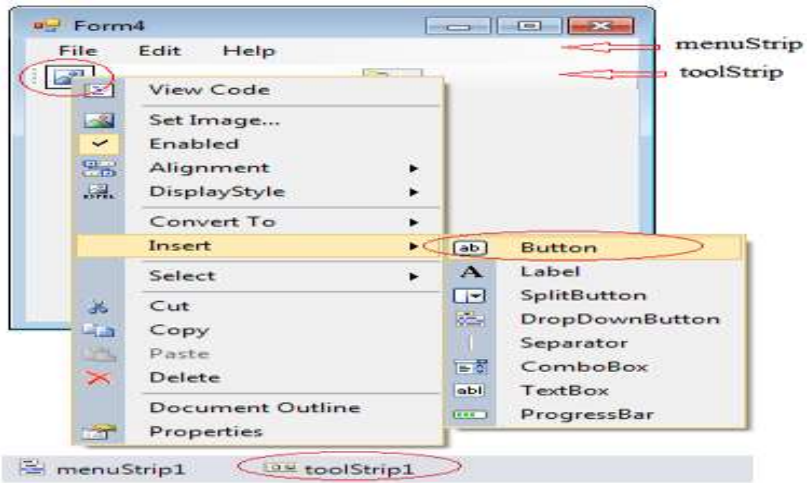 Form4
File Edit Help
menuStrip
toolStrip
View Code
Set Image...
Enabled
Alignment
DisplayStyle
Convert To
Insert
Select
Cut
Copy
Paste
Delete
Document Outline
Properties
Button
Label
SplitButton
DropDownButton
Separator
ComboBox
TextBox
ProgressBar
menuStrip1 toolStrip1